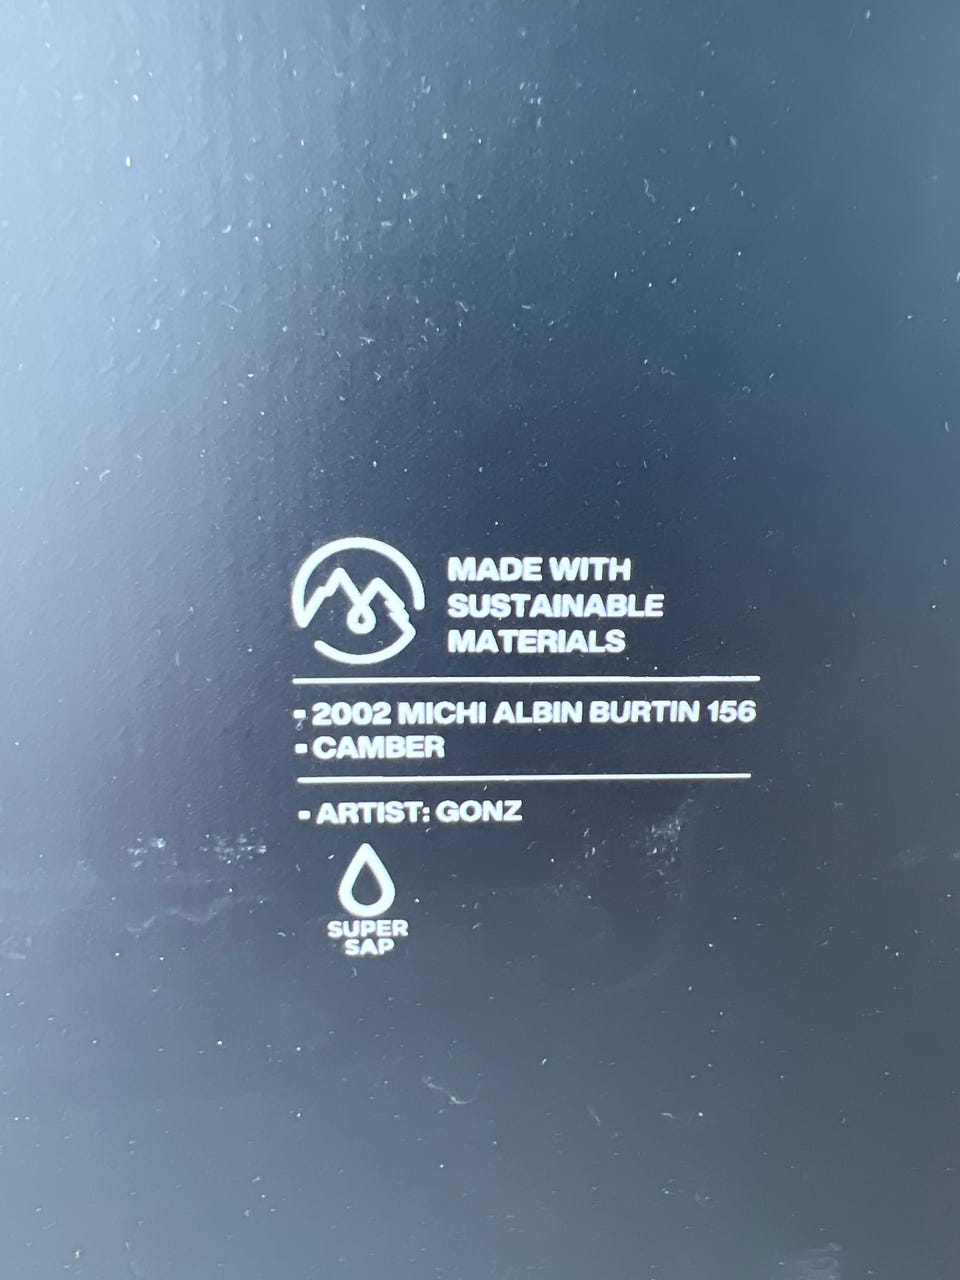 MADE WITH
SUSTAINABLE
MATERIALS
- 2002 MICHI ALBIN BURTIN 156
- CAMBER
- ARTIST: GONZ
SUPER
SAP